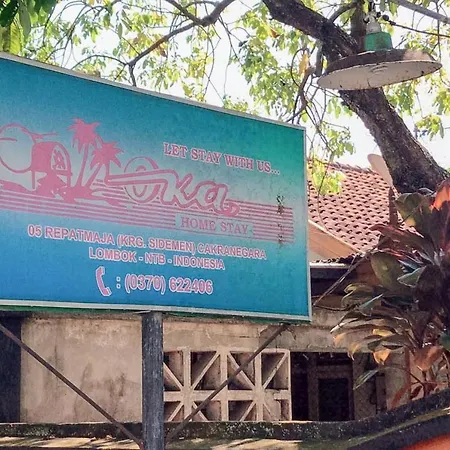 LET STAY WITH US...
OKA
HOME STAY
05 REPATMAJA (KRG. SIDEMEN) CAKRANEGARA
LOMBOK - NTB - INDONESIA
: (0370) 622406